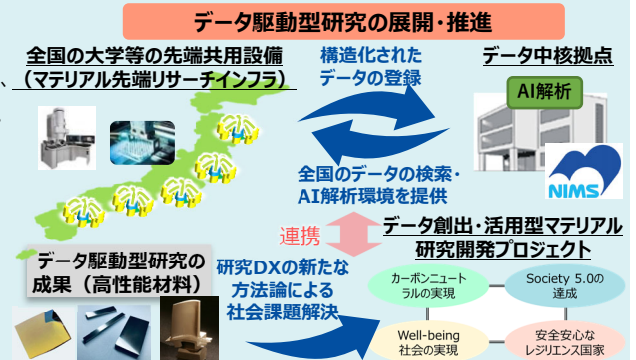 データ駆動型研究の展開・推進
全国の大学等の先端共用設備
、（マテリアル先端リサーチインフラ）
構造化された
データの登録
データ中核拠点
AI解析
NIMS
全国のデータの検索・
AI解析環境を提供
連携
データ創出・活用型マテリアル
研究開発プロジェクト
データ駆動型研究の
成果（高性能材料）
研究DXの新たな
方法論による
社会課題解決
カーボンニュート
ラルの実現
Society 5.0の
達成
Well-being
社会の実現
安全安心な
レジリエンス国家